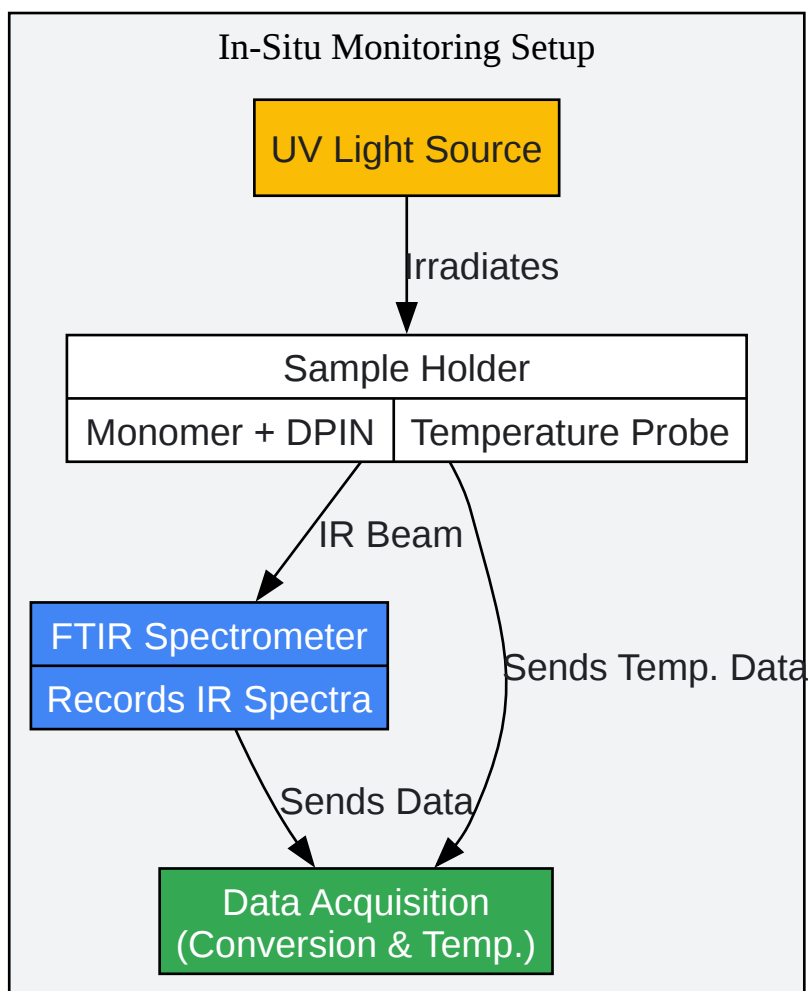 In-Situ Monitoring Setup
UV Light Source
Irradiates
Sample Holder
Monomer + DPIN
Temperature Probe
IR Beam
FTIR Spectrometer
Records IR Spectra
Sends Temp. Data
Sends Data
Data Acquisition
(Conversion & Temp.)